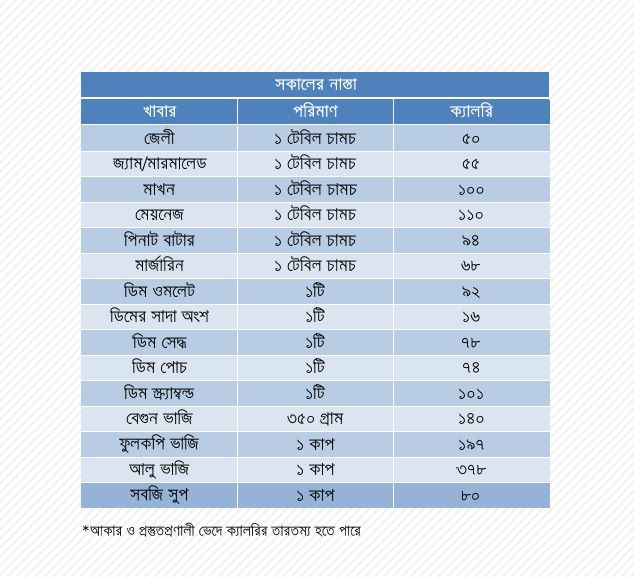 সকালের নাস্তা
খাবার পরিমাণ ক্যালরি
জেলী ১ টেবিল চামচ ৫০
জ্যাম/মারমালেড ১ টেবিল চামচ ৫৫
মাখন ১ টেবিল চামচ ১০০
মেয়নেজ ১ টেবিল চামচ ১১০
পিনাট বাটার ১ টেবিল চামচ ৯৪
মার্জারিন ১ টেবিল চামচ ৬৮
ডিম ওমলেট ১টি ৯২
ডিমের সাদা অংশ ১টি ১৬
ডিম সেদ্ধ ১টি ৭৮
ডিম পোচ ১টি ৭৪
ডিম স্ক্র্যাম্বল্ড ১টি ১০১
বেগুন ভাজি ৩৫০ গ্রাম ১৪০
ফুলকপি ভাজি ১ কাপ ১৯৭
আলু ভাজি ১ কাপ ৩৭৮
সবজি সুপ ১ কাপ ৮০
*আকার ও প্রস্তুতপ্রণালী ভেদে ক্যালরির তারতম্য হতে পারে